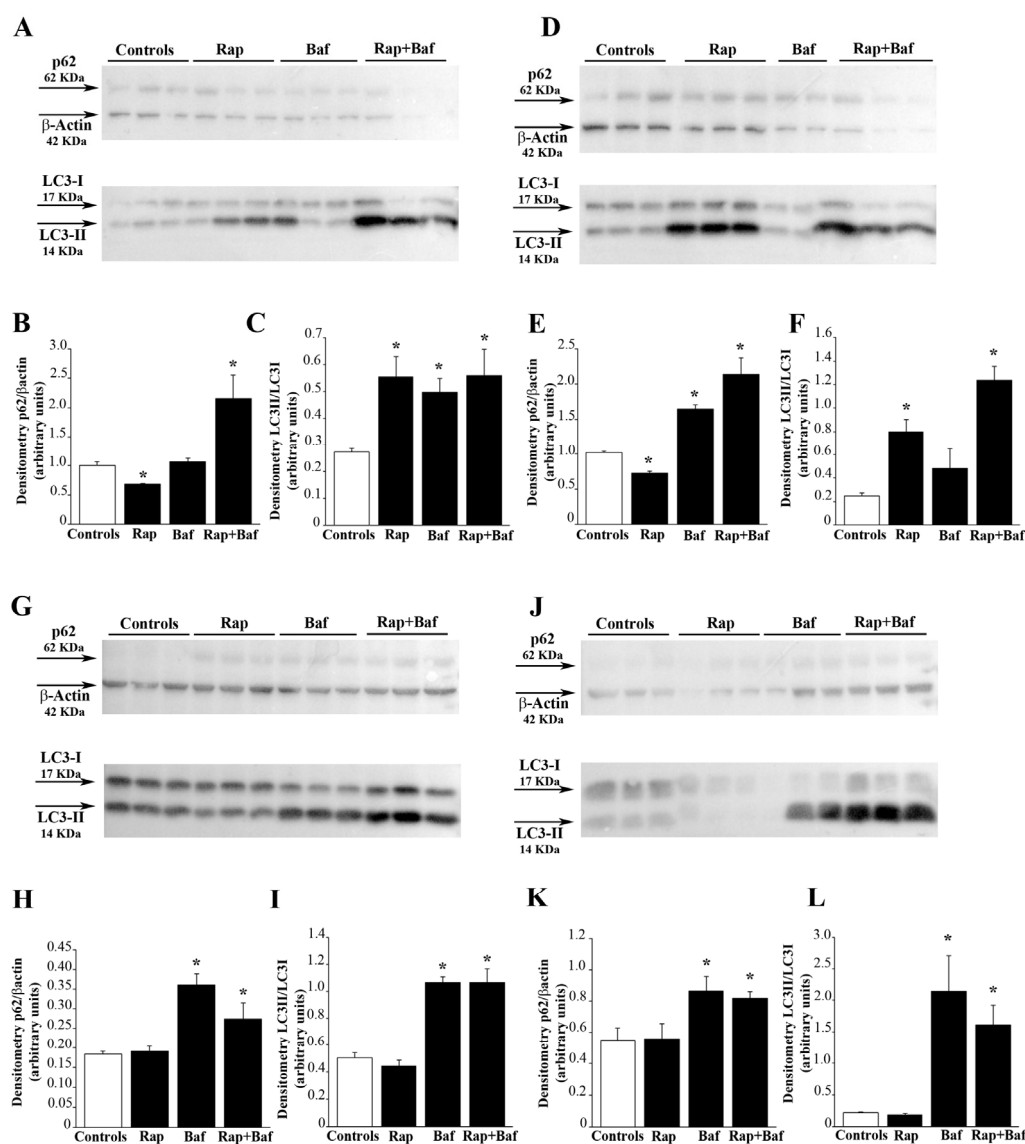 A
Controls Rap Baf Rap+Baf
p62
62 KDa
β-Actin
42 KDa
LC3-I
17 KDa
LC3-II
14 KDa
D
Controls Rap Baf Rap+Baf
p62
62 KDa
β-Actin
42 KDa
LC3-I
17 KDa
LC3-II
14 KDa
B
Densitometry p62/βactin
(arbitrary units)
3.0
2.5
2.0
1.5
1.0
0.5
0
*
*
Controls Rap Baf Rap+Baf
C
Densitometry LC3II/LC3I
(arbitrary units)
0.7
0.6
0.5
0.4
0.3
0.2
0.1
0
*
*
*
Controls Rap Baf Rap+Baf
E
Densitometry p62/βactin
(arbitrary units)
2.5
2.0
1.5
1.0
0.5
0
*
*
*
Controls Rap Baf Rap+Baf
F
Densitometry LC3II/LC3I
(arbitrary units)
1.6
1.4
1.2
1.0
0.8
0.6
0.4
0.2
0
*
*
Controls Rap Baf Rap+Baf
G
Controls Rap Baf Rap+Baf
p62
62 KDa
β-Actin
42 KDa
LC3-I
17 KDa
LC3-II
14 KDa
J
Controls Rap Baf Rap+Baf
p62
62 KDa
β-Actin
42 KDa
LC3-I
17 KDa
LC3-II
14 KDa
H
Densitometry p62/βactin
(arbitrary units)
0.45
0.35
0.30
0.25
0.20
0.15
0.10
0.05
0
*
*
Controls Rap Baf Rap+Baf
I
Densitometry LC3II/LC3I
(arbitrary units)
1.4
1.2
1.0
0.8
0.6
0.4
0.2
0
*
*
Controls Rap Baf Rap+Baf
K
Densitometry p62/βactin
(arbitrary units)
1.2
1.0
0.8
0.6
0.4
0.2
0
*
*
Controls Rap Baf Rap+Baf
L
Densitometry LC3II/LC3I
(arbitrary units)
3.0
2.5
2.0
1.5
1.0
0.5
0
*
*
Controls Rap Baf Rap+Baf